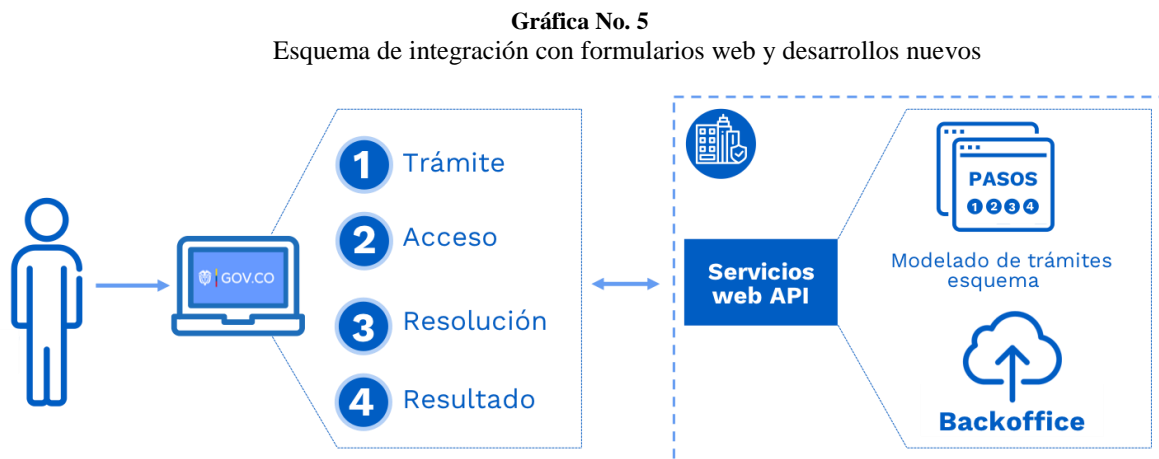 Gráfica No. 5
Esquema de integración con formularios web y desarrollos nuevos
GOV.CO
1 Trámite
2 Acceso
3 Resolución
4 Resultado
Servicios
web API
PASOS
1 2 3 4
Modelado de trámites
esquema
Backoffice